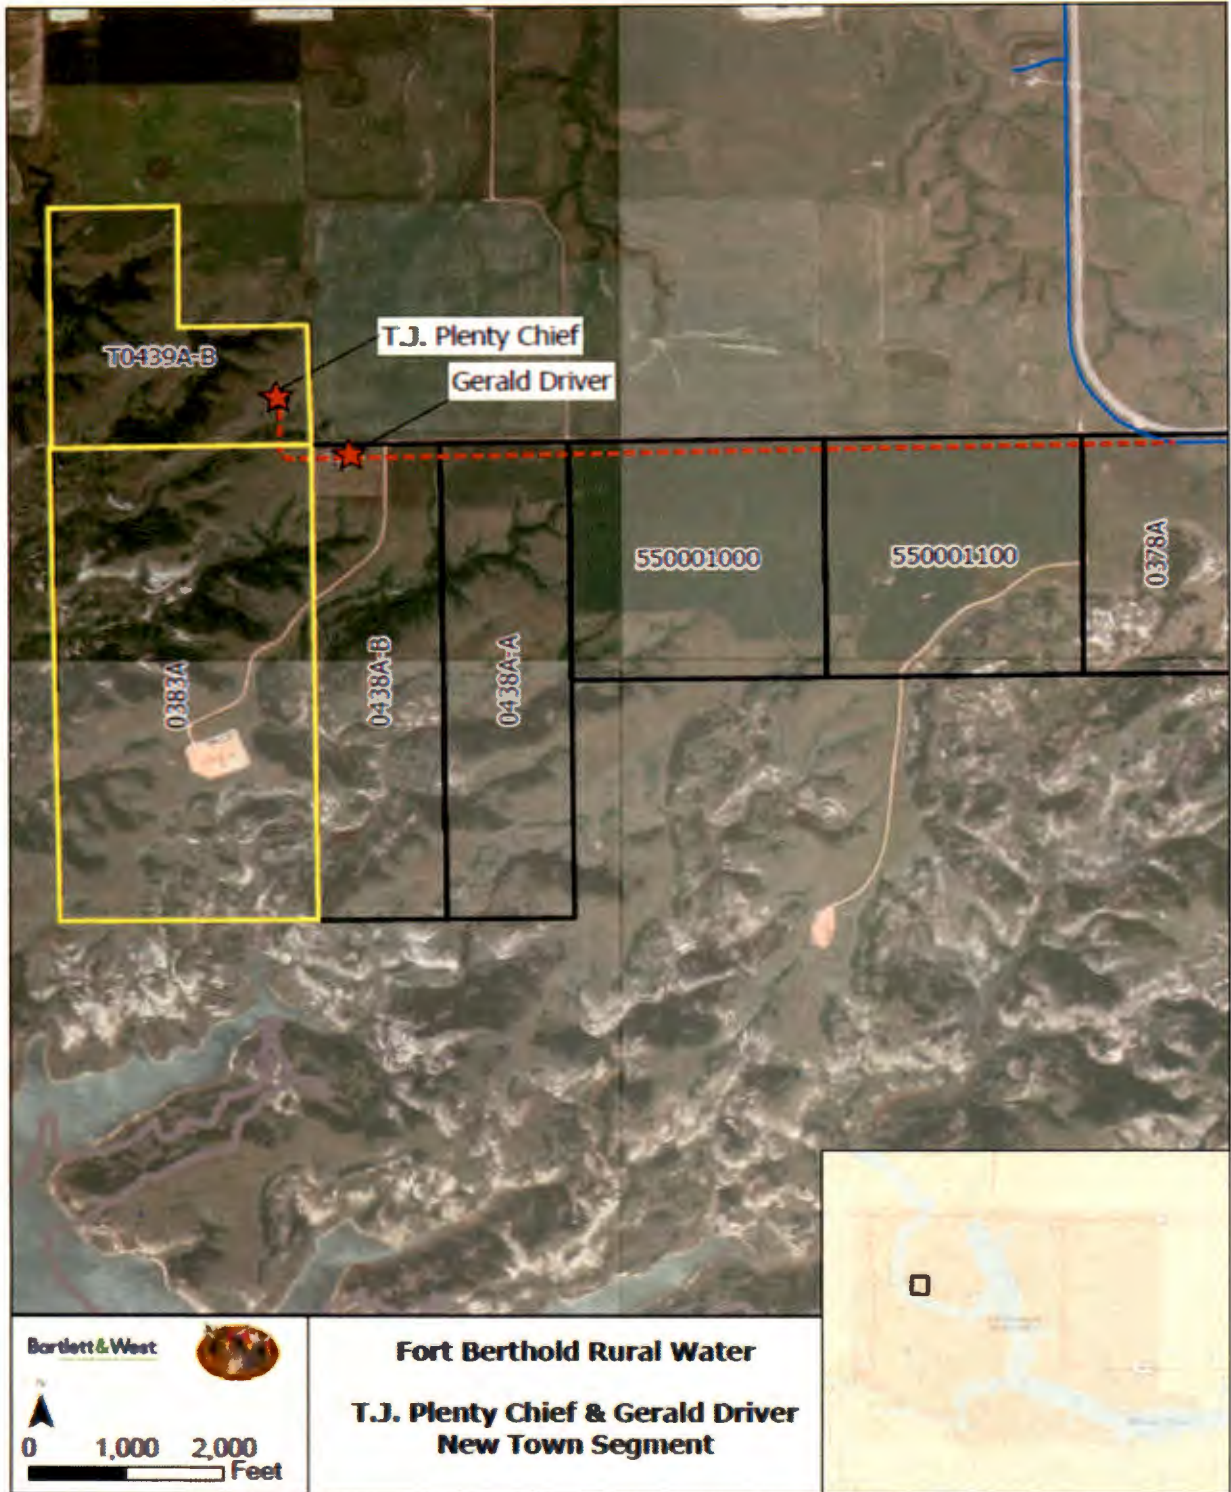 T.J. Plenty Chief
T0439A-B
Gerald Driver
550001000
550001100
0378A
0383A
0438A-B
0438A-A
Bartlett&West
N
0 1,000 2,000
Feet
Fort Berthold Rural Water
T.J. Plenty Chief & Gerald Driver
New Town Segment